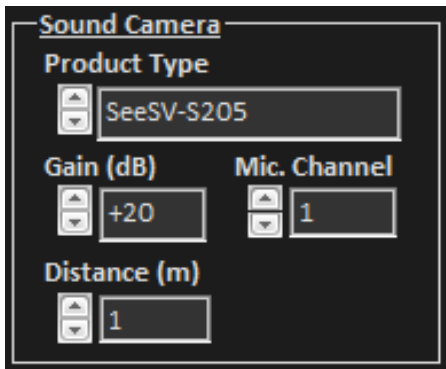 Sound Camera
Product Type
SeeSV-S205
Gain (dB) Mic. Channel
+20 1
Distance (m)
1